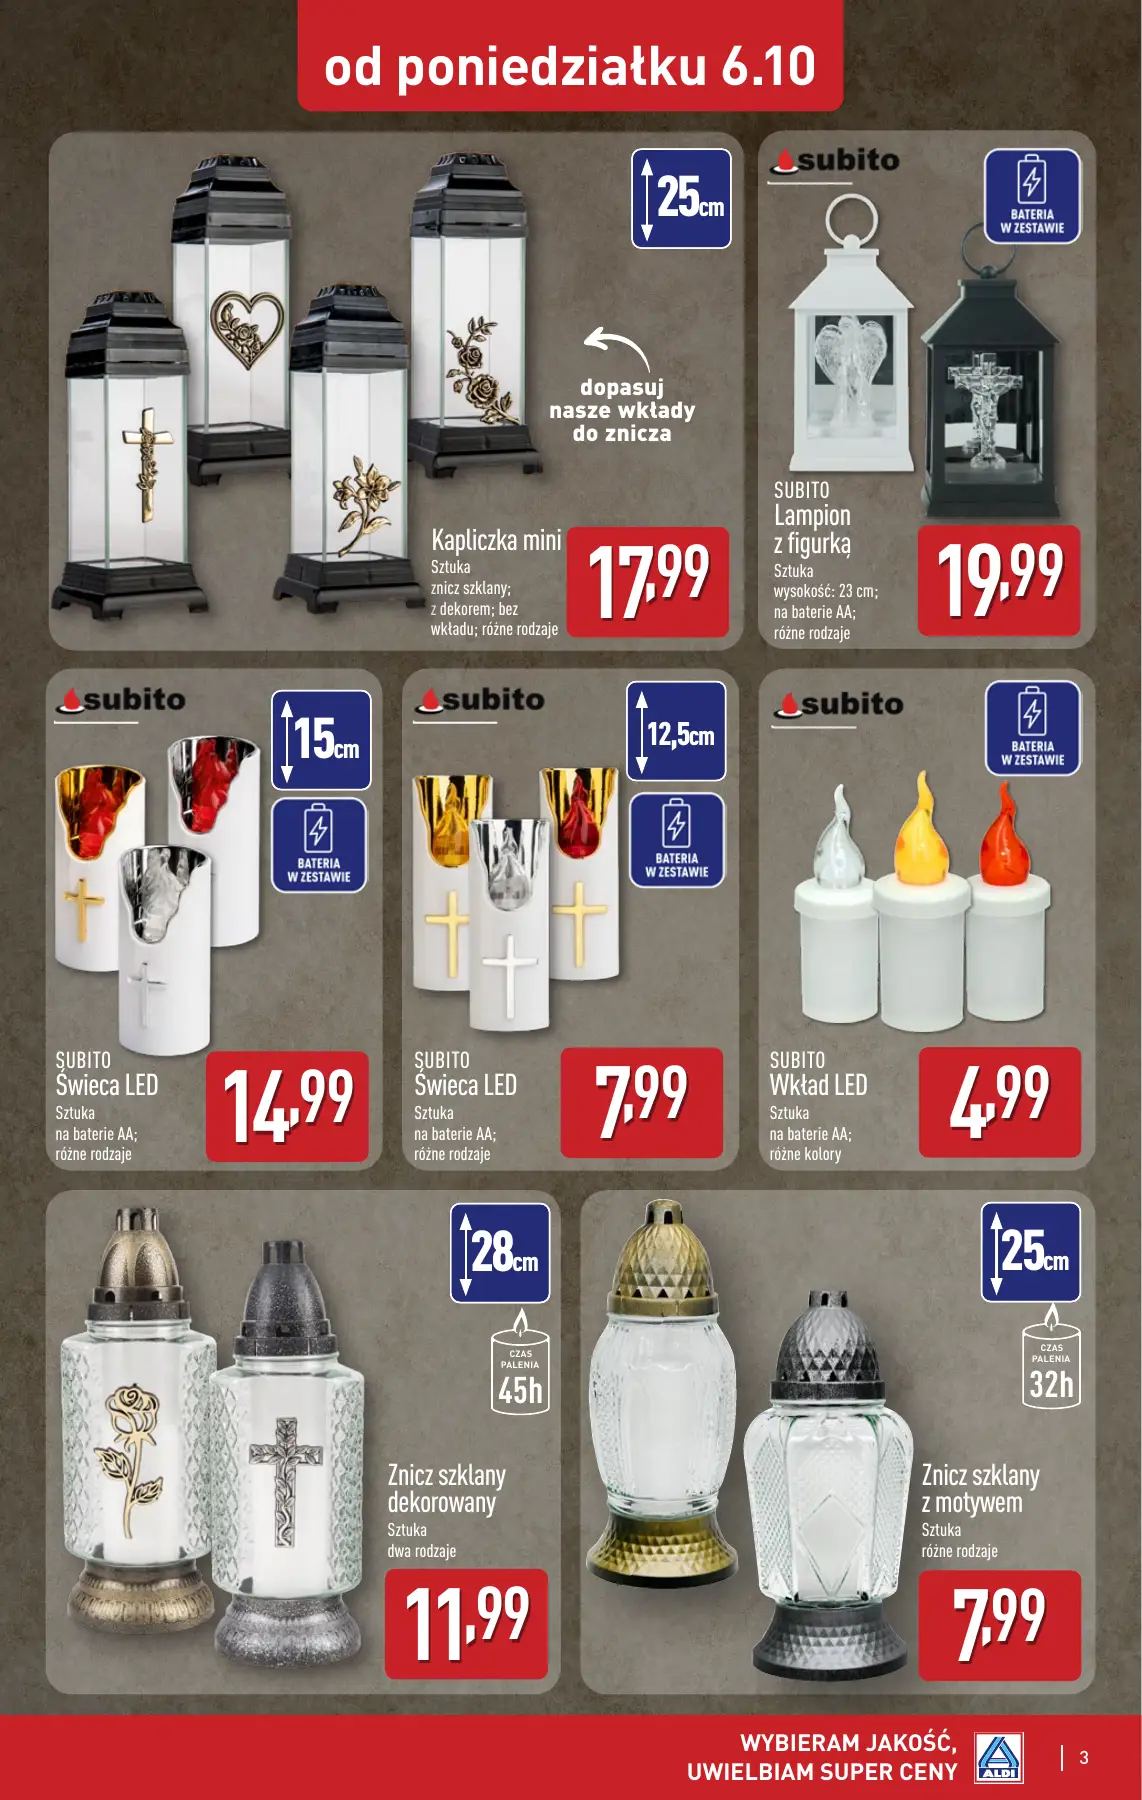 od poniedziałku 6.10
25cm
dopasuj
nasze wkłady
do znicza
Kapliczka mini
Sztuka
znicz szklany;
z dekorem; bez
wkładu; różne rodzaje
17,99
subito
BATERIA
W ZESTAWIE
SUBITO
Lampion
z figurką
Sztuka
wysokość: 23 cm;
na baterie AA;
różne rodzaje
19,99
subito
15cm
BATERIA
W ZESTAWIE
SUBITO
Świeca LED
Sztuka
na baterie AA;
różne rodzaje
14,99
subito
12,5cm
BATERIA
W ZESTAWIE
SUBITO
Świeca LED
Sztuka
na baterie AA;
różne rodzaje
7,99
subito
BATERIA
W ZESTAWIE
SUBITO
Wkład LED
Sztuka
na baterie AA;
różne kolory
4,99
28cm
CZAS
PALENIA
45h
Znicz szklany
dekorowany
Sztuka
dwa rodzaje
11,99
25cm
CZAS
PALENIA
32h
Znicz szklany
z motywem
Sztuka
różne rodzaje
7,99
WYBIERAM JAKOŚĆ,
UWIELBIAM SUPER CENY
ALDI
3